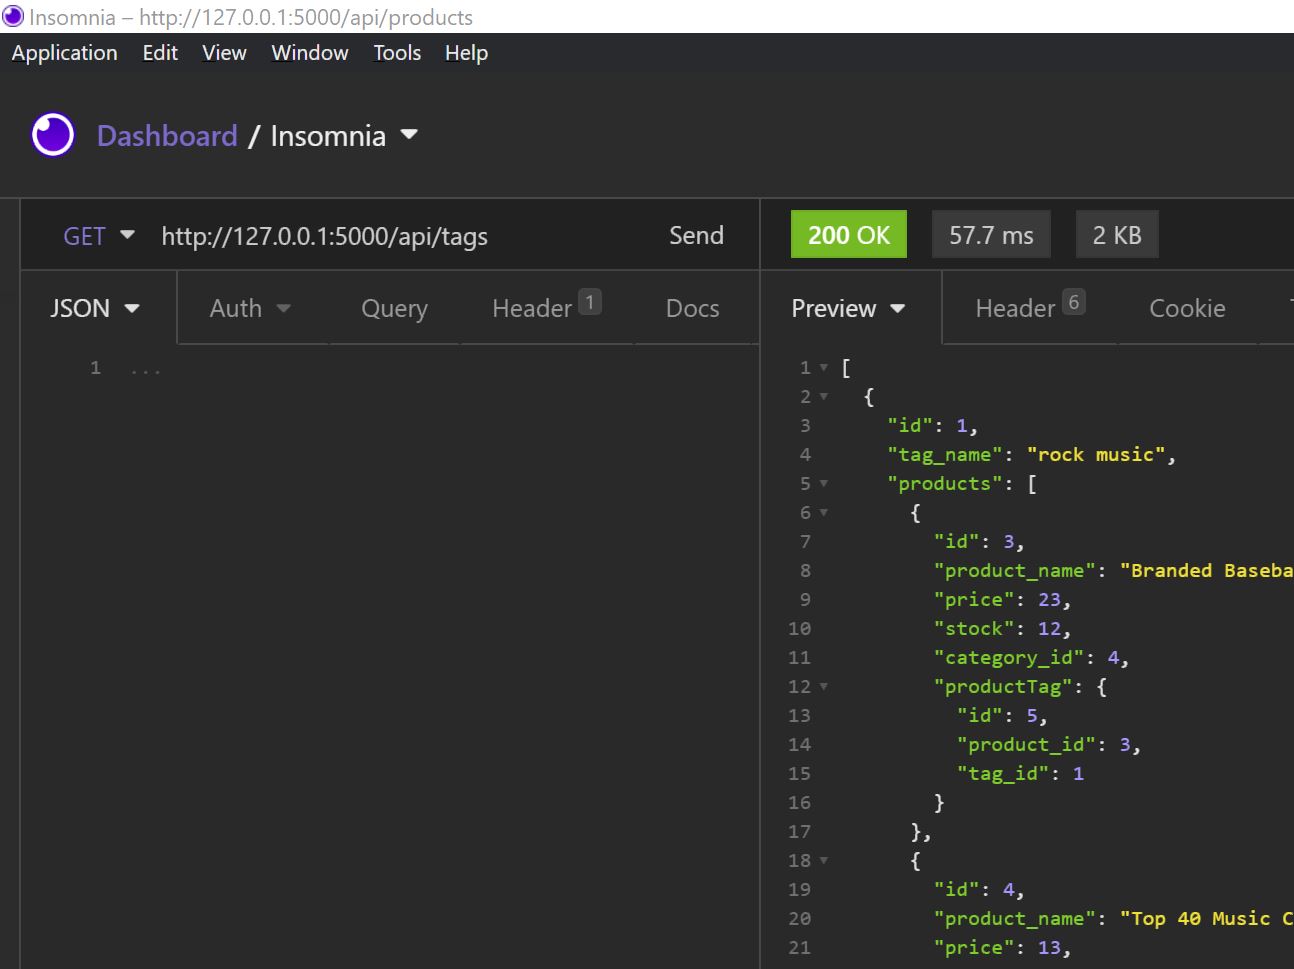 Insomnia – http://127.0.0.1:5000/api/products
Application Edit View Window Tools Help
Dashboard / Insomnia
GET http://127.0.0.1:5000/api/tags Send
200 OK 57.7 ms 2 KB
JSON Auth Query Header 1 Docs
Preview Header 6 Cookie
1 ...
1 [
2 {
3 "id": 1,
4 "tag_name": "rock music",
5 "products": [
6 {
7 "id": 3,
8 "product_name": "Branded Baseba
9 "price": 23,
10 "stock": 12,
11 "category_id": 4,
12 "productTag": {
13 "id": 5,
14 "product_id": 3,
15 "tag_id": 1
16 }
17 },
18 {
19 "id": 4,
20 "product_name": "Top 40 Music C
21 "price": 13,